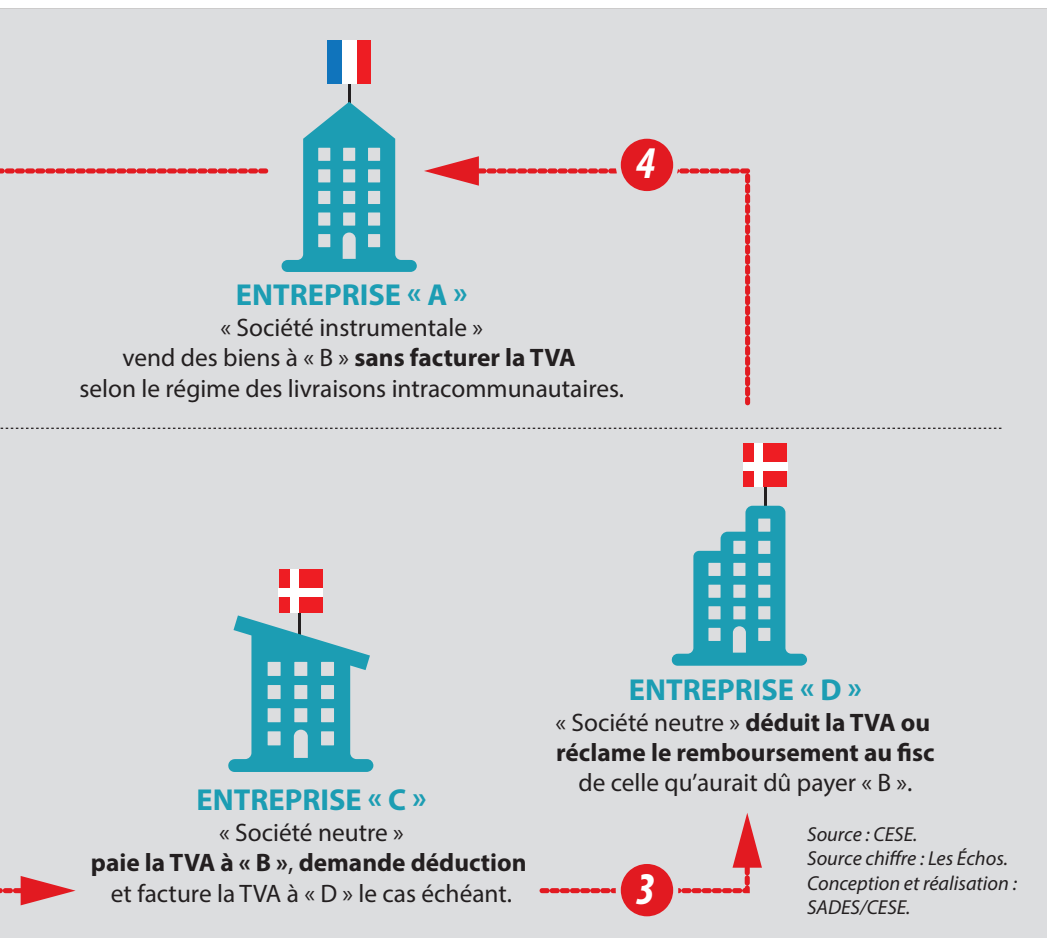 4
ENTREPRISE « A »
« Société instrumentale »
vend des biens à « B » sans facturer la TVA
selon le régime des livraisons intracommunautaires.
ENTREPRISE « D »
« Société neutre » déduit la TVA ou
réclame le remboursement au fisc
de celle qu’aurait dû payer « B ».
ENTREPRISE « C »
« Société neutre »
paie la TVA à « B », demande déduction
et facture la TVA à « D » le cas échéant.
3
Source : CESE.
Source chiffre : Les Échos.
Conception et réalisation :
SADES/CESE.